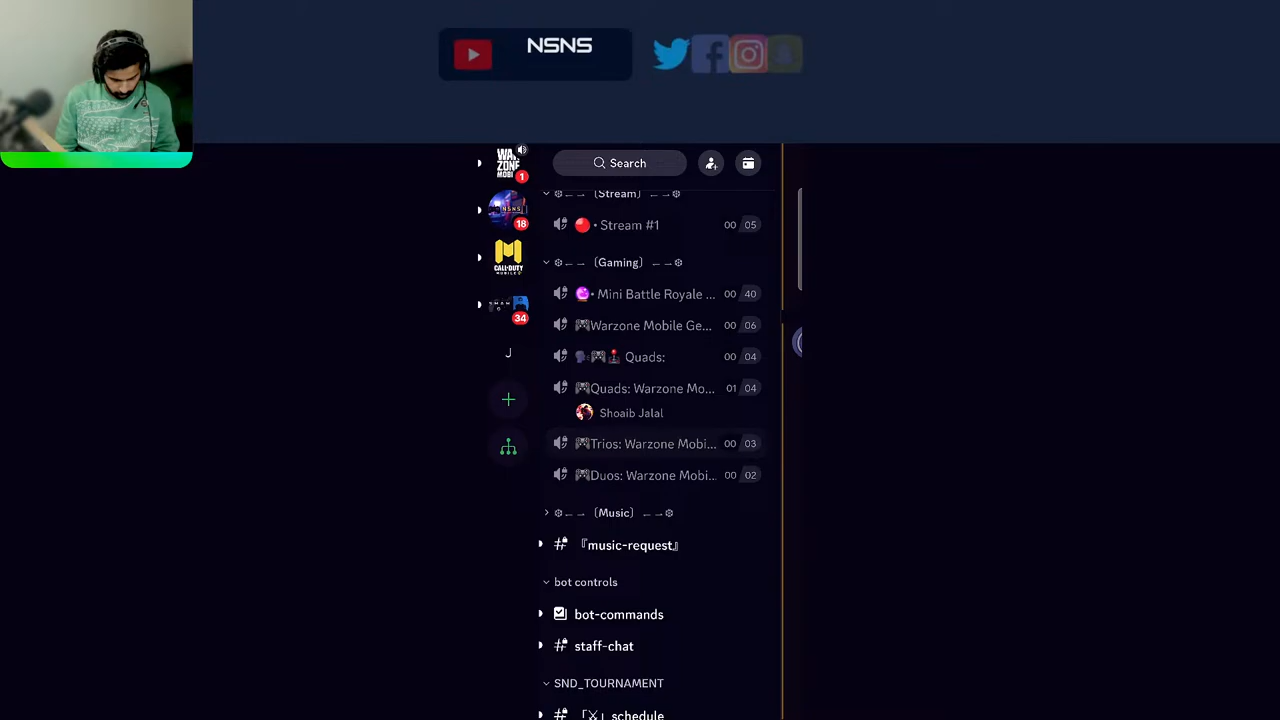 NSNS
WAR
ZONE
MOBI
1
Search
〔Stream〕
NSNS
18
🔴 • Stream #1 00 05
〔Gaming〕
CALL·DUTY
MOBILE
🔮• Mini Battle Royale ... 00 40
34
🎮Warzone Mobile Ge... 00 06
J
🗣🎮🕹 Quads: 00 04
🎮Quads: Warzone Mo... 01 04
Shoaib Jalal
🎮Trios: Warzone Mobi... 00 03
🎮Duos: Warzone Mobi... 00 02
〔Music〕
『music-request』
bot controls
bot-commands
staff-chat
SND_TOURNAMENT
「⚔」schedule